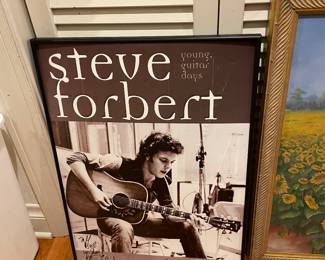 steve
young
guitar
days
forbert